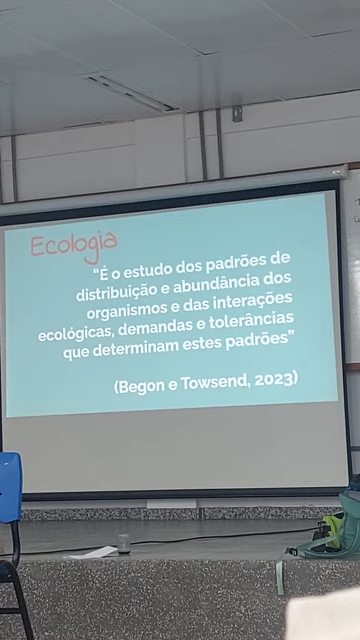 Ecologia
“É o estudo dos padrões de
distribuição e abundância dos
organismos e das interações
ecológicas, demandas e tolerâncias
que determinam estes padrões”
(Begon e Towsend, 2023)